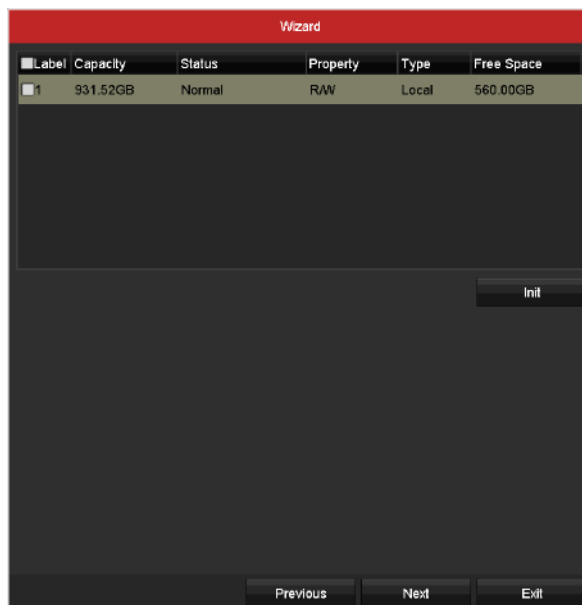 Wizard
Label Capacity Status Property Type Free Space
1 931.52GB Normal R/W Local 560.00GB
Init
Previous Next Exit